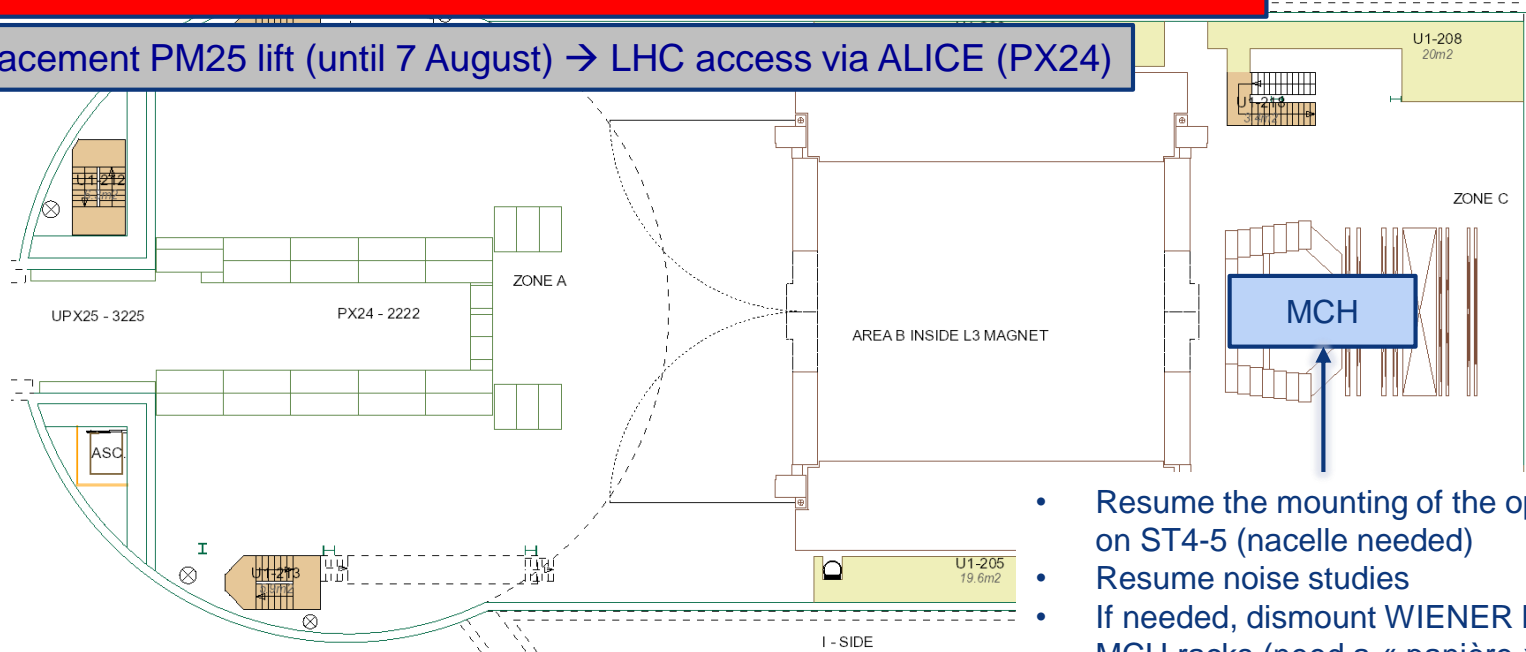 acement PM25 lift (until 7 August) → LHC access via ALICE (PX24)
U1-208
20m2
U1-218
U1-212
ZONE C
ZONE A
UPX25 - 3225
PX24 - 2222
MCH
AREA B INSIDE L3 MAGNET
ASC.
• Resume the mounting of the op
on ST4-5 (nacelle needed)
• Resume noise studies
• If needed, dismount WIENER
U1-205
19.6m2
U1-213
I - SIDE